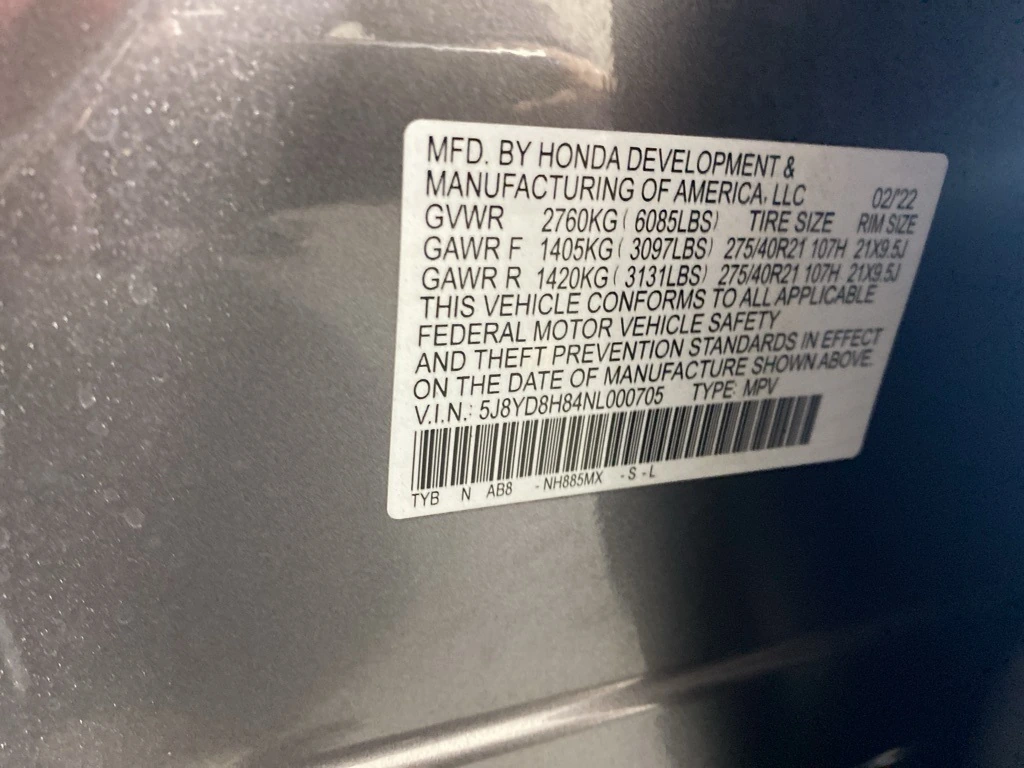 MFD. BY HONDA DEVELOPMENT &
MANUFACTURING OF AMERICA, LLC 02/'22
GVWR 2760KG ( 6085LBS) TIRE SIZE RIM SIZE
GAWR F 1405KG ( 3097LBS) 275/40R21 107H 21X9.5J
GAWR R 1420KG ( 3131LBS) 275/40R21 107H 21X9.5J
THIS VEHICLE CONFORMS TO ALL APPLICABLE
FEDERAL MOTOR VEHICLE SAFETY
AND THEFT PREVENTION STANDARDS IN EFFECT
ON THE DATE OF MANUFACTURE SHOWN ABOVE.
V.I.N.: 5J8YD8H84NL000705 TYPE: MPV
TYB N AB8 - NH885MX - S - L